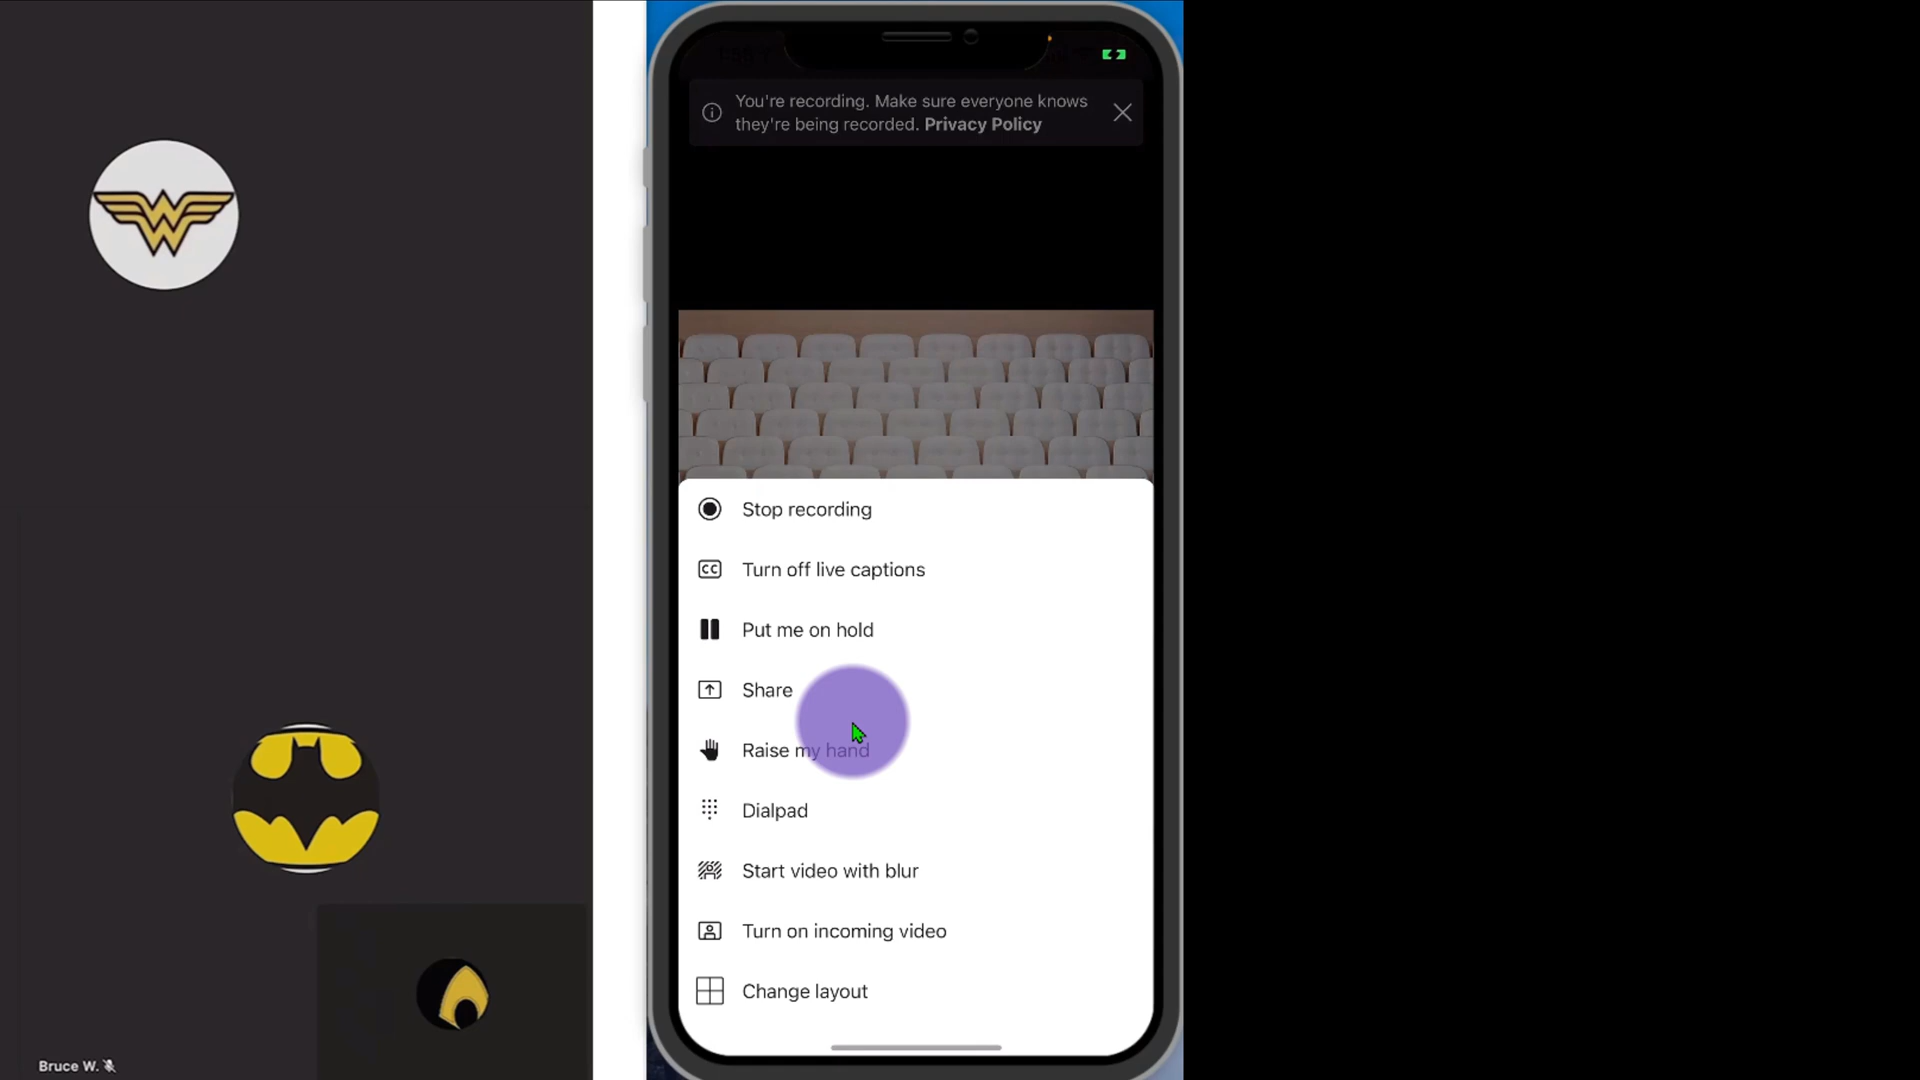 You're recording. Make sure everyone knows
they're being recorded. Privacy Policy
Stop recording
CC
Turn off live captions
Put me on hold
Share
Raise my hand
Dialpad
Start video with blur
Turn on incoming video
Change layout
Bruce W.